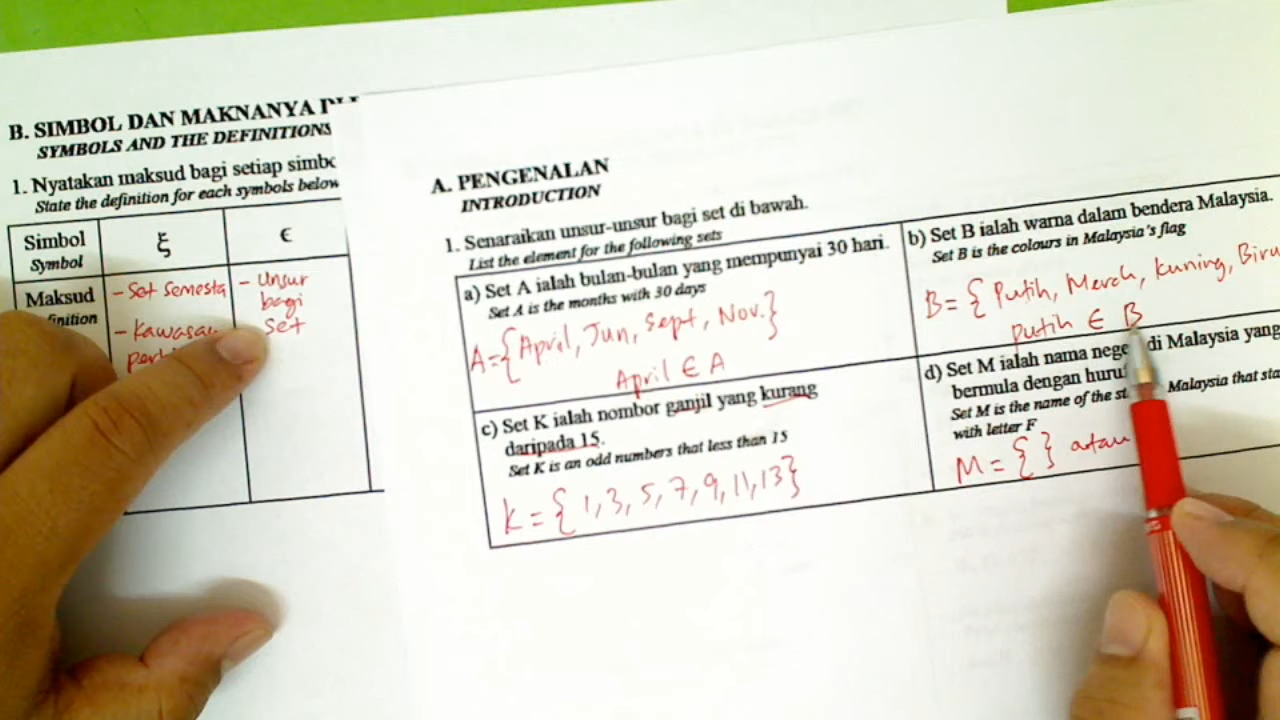 B. SIMBOL DAN MAKNANYA
SYMBOLS AND THE DEFINITIONS
1. Nyatakan maksud bagi setiap
State the definition for each symbols below
Simbol
Symbol
ξ
ϵ
Maksud
- Set semesta
- kawasan
- Unsur
bagi
set
A. PENGENALAN
INTRODUCTION
1. Senaraikan unsur-unsur bagi set di bawah.
List the element for the following sets
a) Set A ialah bulan-bulan yang mempunyai 30 hari.
Set A is the months with 30 days
A={April, Jun, Sept, Nov.}
April ∈ A
b) Set B ialah warna dalam bendera Malaysia.
Set B is the colours in Malaysia's flag
B={Putih, Merah, kuning, Biru
putih ∈ B
c) Set K ialah nombor ganjil yang kurang
daripada 15.
Set K is an odd numbers that less than 15
K={1,3,5,7,9,11,13}
d) Set M ialah nama di Malaysia yang
bermula dengan
Set M is the name of the Malaysia that
with letter F
M={ } atau